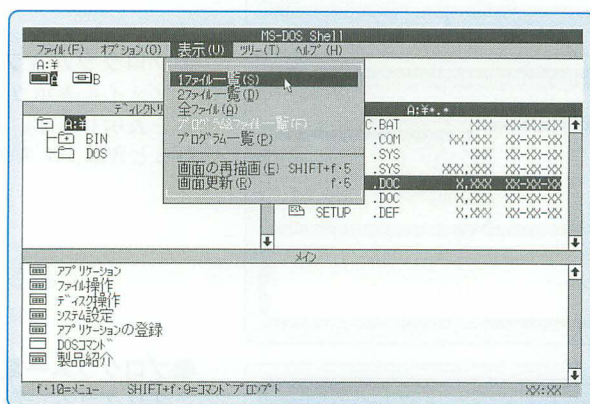 MS-DOS Shell
ファイル(F) オプション(O) 表示(U) ツリー(T) ヘルプ(H)
A:¥
A B
1ファイル一覧(S)
2ファイル一覧(D)
全ファイル(A)
プログラム/ファイル一覧(F)
プログラム一覧(P)
画面の再描画(E) SHIFT+f・5
画面更新(R) f・5
ディレクトリ
A:¥
BIN
DOS
A:¥*.*
C.BAT XXX XX-XX-XX
.COM XX,XXX XX-XX-XX
.SYS XXX XX-XX-XX
.SYS XXX,XXX XX-XX-XX
.DOC X,XXX XX-XX-XX
.DOC X,XXX XX-XX-XX
SETUP .DEF X,XXX XX-XX-XX
メイン
アプリケーション
ファイル操作
ディスク操作
システム設定
アプリケーションの登録
DOSコマンド
製品紹介
f・10=メニュー SHIFT+f・9=コマンドプロンプト XX:XX